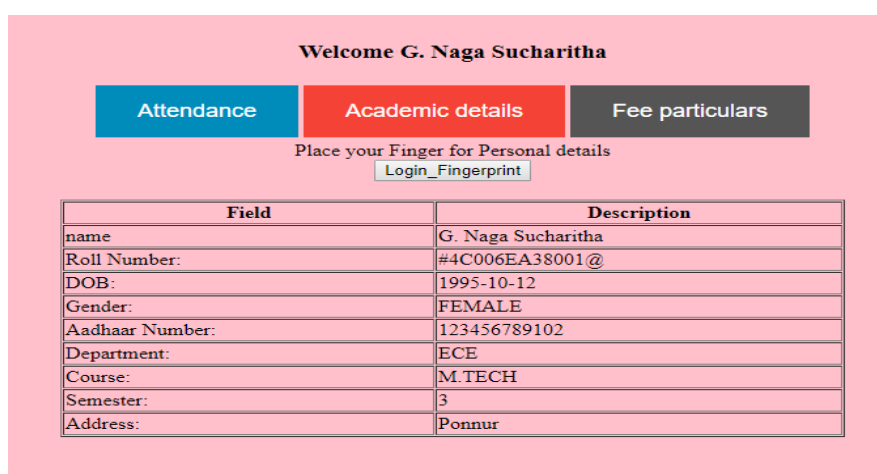 Welcome G. Naga Sucharitha
Attendance Academic details Fee particulars
Place your Finger for Personal details
Login_Fingerprint
Field Description
name G. Naga Sucharitha
Roll Number: #4C006EA38001@
DOB: 1995-10-12
Gender: FEMALE
Aadhaar Number: 123456789102
Department: ECE
Course: M.TECH
Semester: 3
Address: Ponnur